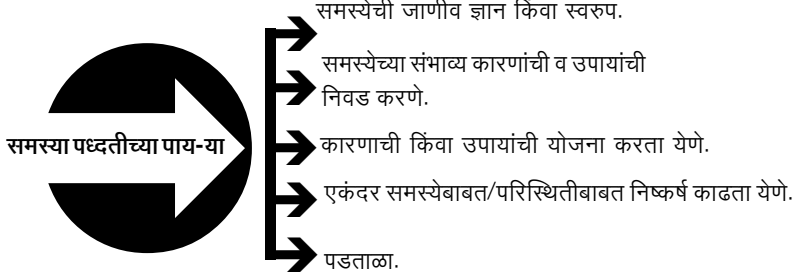 समस्येची जाणीव ज्ञान किंवा स्वरुप.
समस्येच्या संभाव्य कारणांची व उपायांची
निवड करणे.
समस्या पध्दतीच्या पाय-या
कारणाची किंवा उपायांची योजना करता येणे.
एकंदर समस्येबाबत/परिस्थितीबाबत निष्कर्ष काढता येणे.
पडताळा.